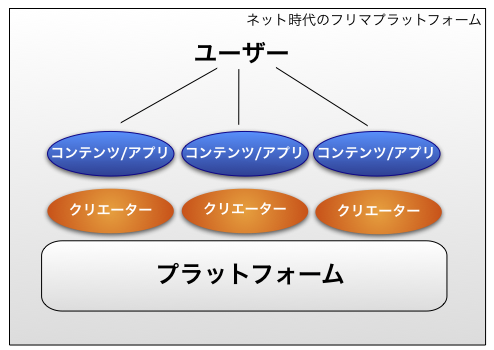 ネット時代のフリマプラットフォーム
ユーザー
コンテンツ/アプリ コンテンツ/アプリ コンテンツ/アプリ
クリエーター クリエーター クリエーター
プラットフォーム